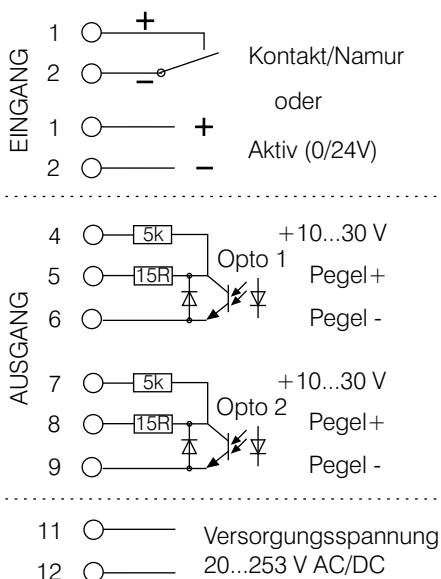 EINGANG
1 +
2 −
Kontakt/Namur
oder
1 +
2 −
Aktiv (0/24V)
AUSGANG
4 5k +10...30 V
Opto 1
5 15R Pegel+
6 Pegel -
7 5k +10...30 V
Opto 2
8 15R Pegel+
9 Pegel -
11 Versorgungsspannung
12 20...253 V AC/DC